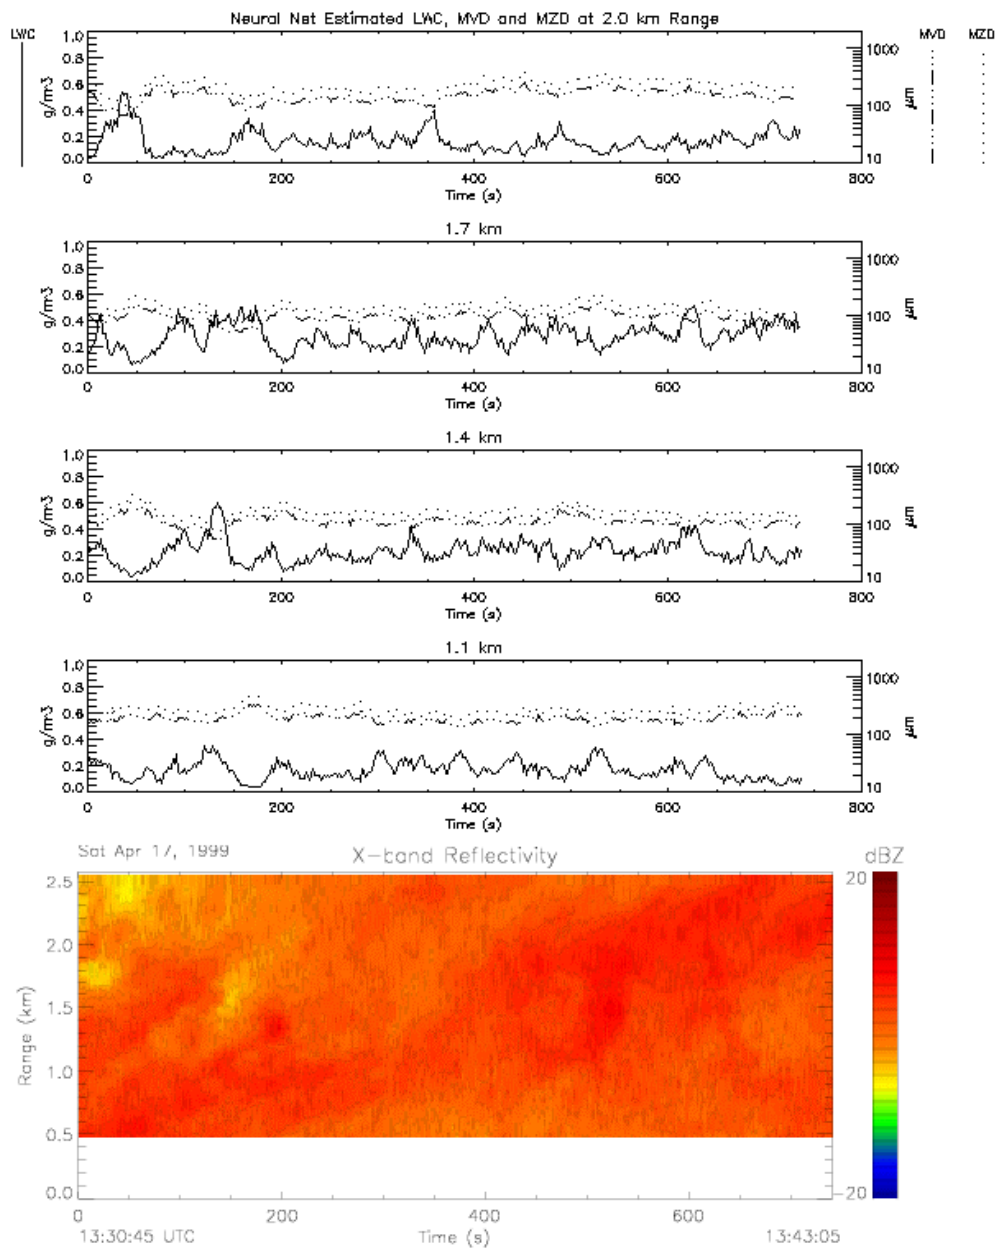 Neural Net Estimated LWC, MVD and MZD at 2.0 km Range
LWC
MVD MZD
1.0
0.8
0.6
0.4
0.2
0.0
g/m3
1000
100
10
μm
0 200 400 600 800
Time (s)
1.7 km
1.0
0.8
0.6
0.4
0.2
0.0
g/m3
1000
100
10
μm
0 200 400 600 800
Time (s)
1.4 km
1.0
0.8
0.6
0.4
0.2
0.0
g/m3
1000
100
10
μm
0 200 400 600 800
Time (s)
1.1 km
1.0
0.8
0.6
0.4
0.2
0.0
g/m3
1000
100
10
μm
0 200 400 600 800
Time (s)
Sat Apr 17, 1999
X-band Reflectivity
dBZ
2.5
2.0
1.5
1.0
0.5
0.0
Range (km)
20
-20
0 200 400 600
13:30:45 UTC
Time (s)
13:43:05